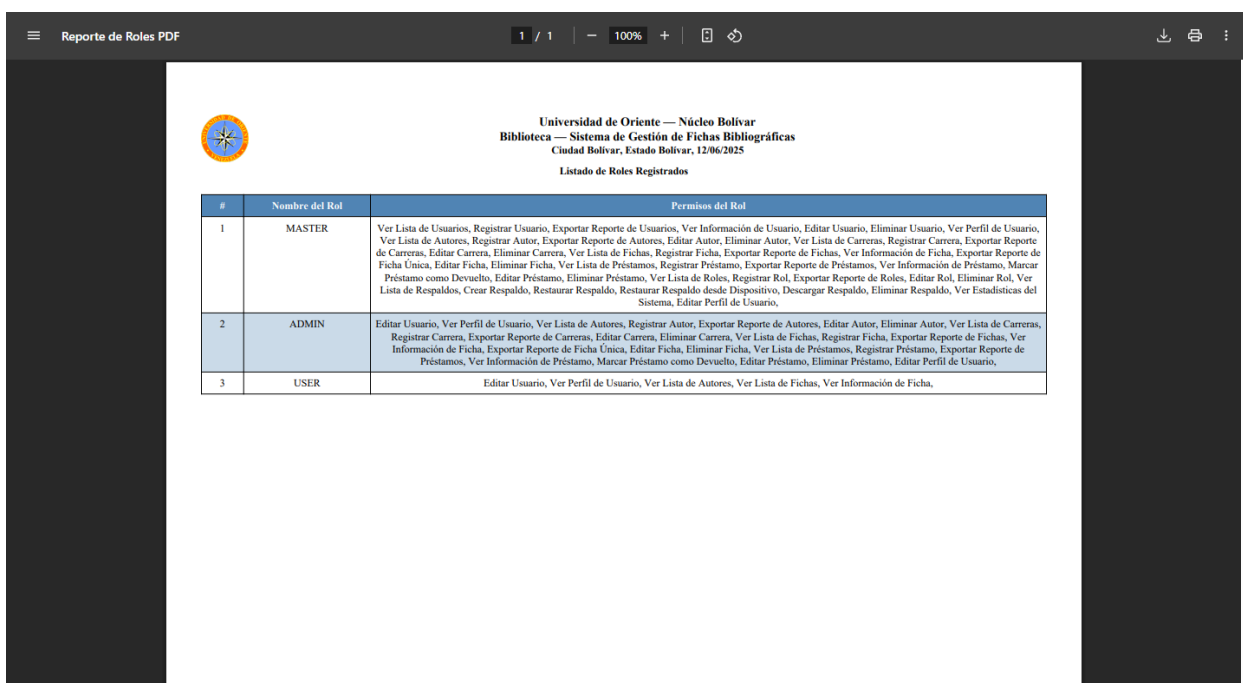 Reporte de Roles PDF
1 / 1
100%
Universidad de Oriente — Núcleo Bolívar
Biblioteca — Sistema de Gestión de Fichas Bibliográficas
Ciudad Bolívar, Estado Bolívar, 12/06/2025
Listado de Roles Registrados
# Nombre del Rol Permisos del Rol
1 MASTER Ver Lista de Usuarios, Registrar Usuario, Exportar Reporte de Usuarios, Ver Información de Usuario, Editar Usuario, Eliminar Usuario, Ver Perfil de Usuario,
Ver Lista de Autores, Registrar Autor, Exportar Reporte de Autores, Editar Autor, Eliminar Autor, Ver Lista de Carreras, Registrar Carrera, Exportar Reporte
de Carreras, Editar Carrera, Eliminar Carrera, Ver Lista de Fichas, Registrar Ficha, Exportar Reporte de Fichas, Ver Información de Ficha, Exportar Reporte de
Ficha Única, Editar Ficha, Eliminar Ficha, Ver Lista de Préstamos, Registrar Préstamo, Exportar Reporte de Préstamos, Ver Información de Préstamo, Marcar
Préstamo como Devuelto, Editar Préstamo, Eliminar Préstamo, Ver Lista de Roles, Registrar Rol, Exportar Reporte de Roles, Editar Rol, Eliminar Rol, Ver
Lista de Respaldos, Crear Respaldo, Restaurar Respaldo, Restaurar Respaldo desde Dispositivo, Descargar Respaldo, Eliminar Respaldo, Ver Estadísticas del
Sistema, Editar Perfil de Usuario,
2 ADMIN Editar Usuario, Ver Perfil de Usuario, Ver Lista de Autores, Registrar Autor, Exportar Reporte de Autores, Editar Autor, Eliminar Autor, Ver Lista de Carreras,
Registrar Carrera, Exportar Reporte de Carreras, Editar Carrera, Eliminar Carrera, Ver Lista de Fichas, Registrar Ficha, Exportar Reporte de Fichas, Ver
Información de Ficha, Exportar Reporte de Ficha Única, Editar Ficha, Eliminar Ficha, Ver Lista de Préstamos, Registrar Préstamo, Exportar Reporte de
Préstamos, Ver Información de Préstamo, Marcar Préstamo como Devuelto, Editar Préstamo, Eliminar Préstamo, Editar Perfil de Usuario,
3 USER Editar Usuario, Ver Perfil de Usuario, Ver Lista de Autores, Ver Lista de Fichas, Ver Información de Ficha,